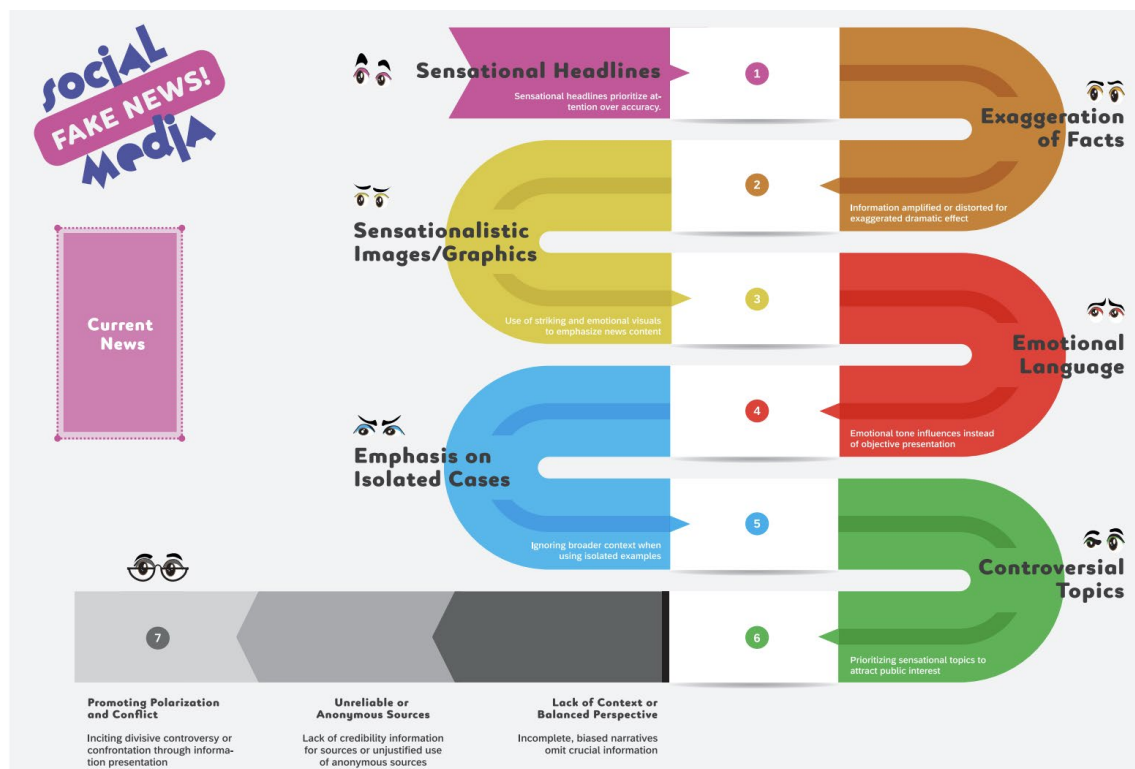 SOCIAL
FAKE NEWS!
MEDIA
Current
News
Sensational Headlines
Sensational headlines prioritize at-
tention over accuracy.
1
Exaggeration
of Facts
2
Information amplified or distorted for
exaggerated dramatic effect
Sensationalistic
Images/Graphics
Use of striking and emotional visuals
to emphasize news content
3
Emotional
Language
4
Emotional tone influences instead
of objective presentation
Emphasis on
Isolated Cases
Ignoring broader context when
using isolated examples
5
Controversial
Topics
6
Prioritizing sensational topics to
attract public interest
7
Promoting Polarization
and Conflict
Inciting divisive controversy or
confrontation through informa-
tion presentation
Unreliable or
Anonymous Sources
Lack of credibility information
for sources or unjustified use
of anonymous sources
Lack of Context or
Balanced Perspective
Incomplete, biased narratives
omit crucial information